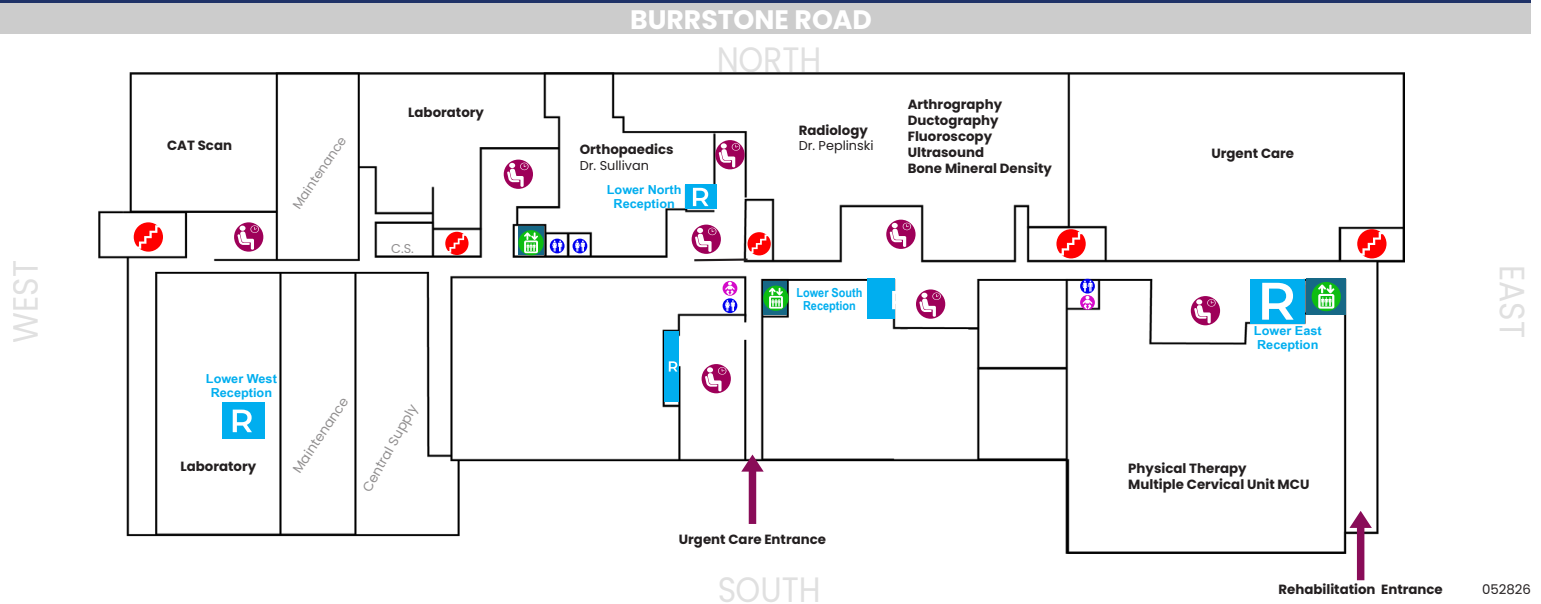 BURRSTONE ROAD
NORTH
CAT Scan
Maintenance
Laboratory
Orthopaedics
Dr. Sullivan
Lower North
Reception
R
Radiology
Dr. Peplinski
Arthrography
Ductography
Fluoroscopy
Ultrasound
Bone Mineral Density
Urgent Care
C.S.
WEST
EAST
Lower West
Reception
R
Laboratory
Maintenance
Central Supply
R
Lower South
Reception
R
Lower East
Reception
Physical Therapy
Multiple Cervical Unit MCU
Urgent Care Entrance
SOUTH
Rehabilitation Entrance
052826